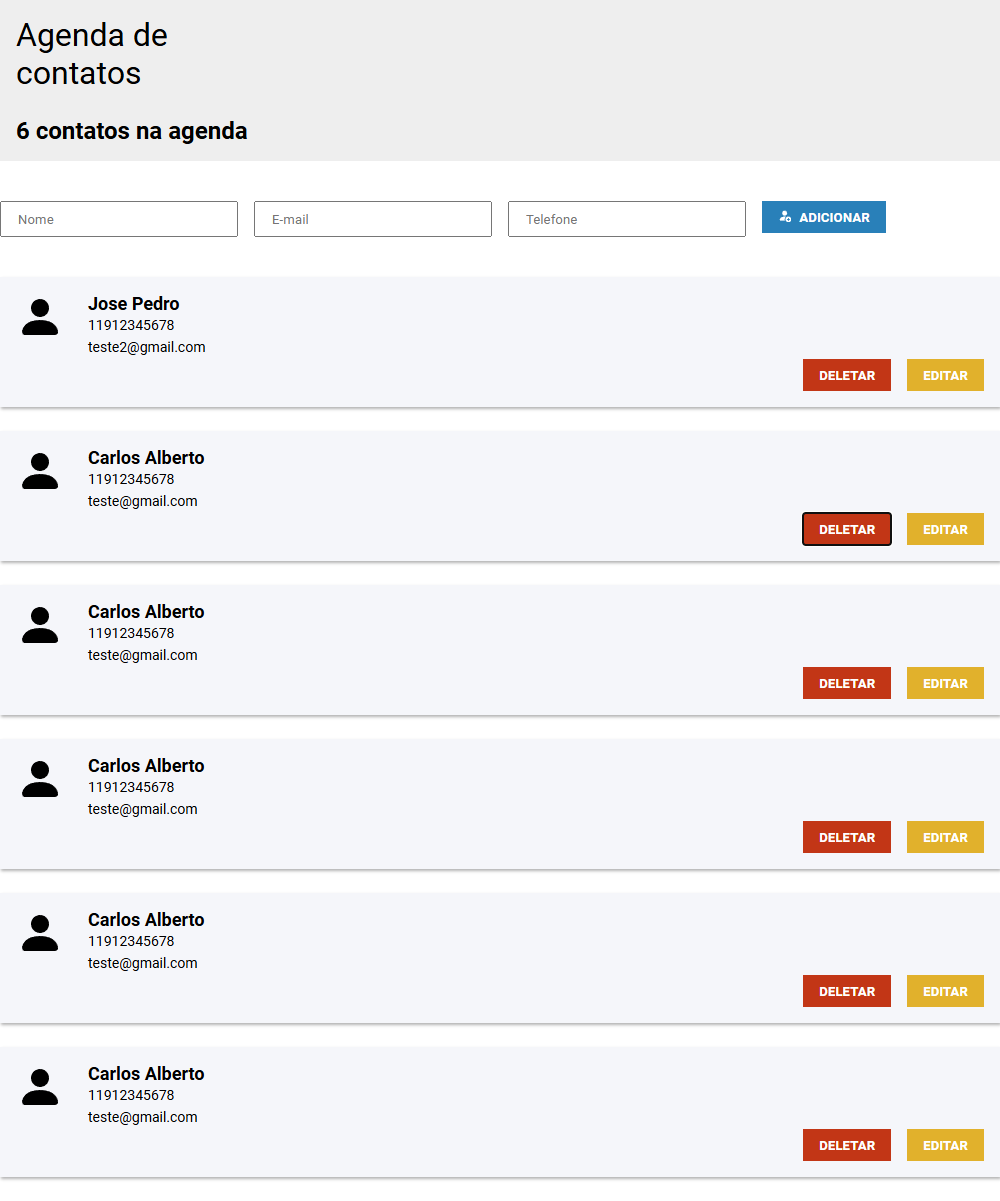 Agenda de
contatos
6 contatos na agenda
Nome E-mail Telefone ADICIONAR
Jose Pedro
11912345678
teste2@gmail.com
DELETAR EDITAR
Carlos Alberto
11912345678
teste@gmail.com
DELETAR EDITAR
Carlos Alberto
11912345678
teste@gmail.com
DELETAR EDITAR
Carlos Alberto
11912345678
teste@gmail.com
DELETAR EDITAR
Carlos Alberto
11912345678
teste@gmail.com
DELETAR EDITAR
Carlos Alberto
11912345678
teste@gmail.com
DELETAR EDITAR